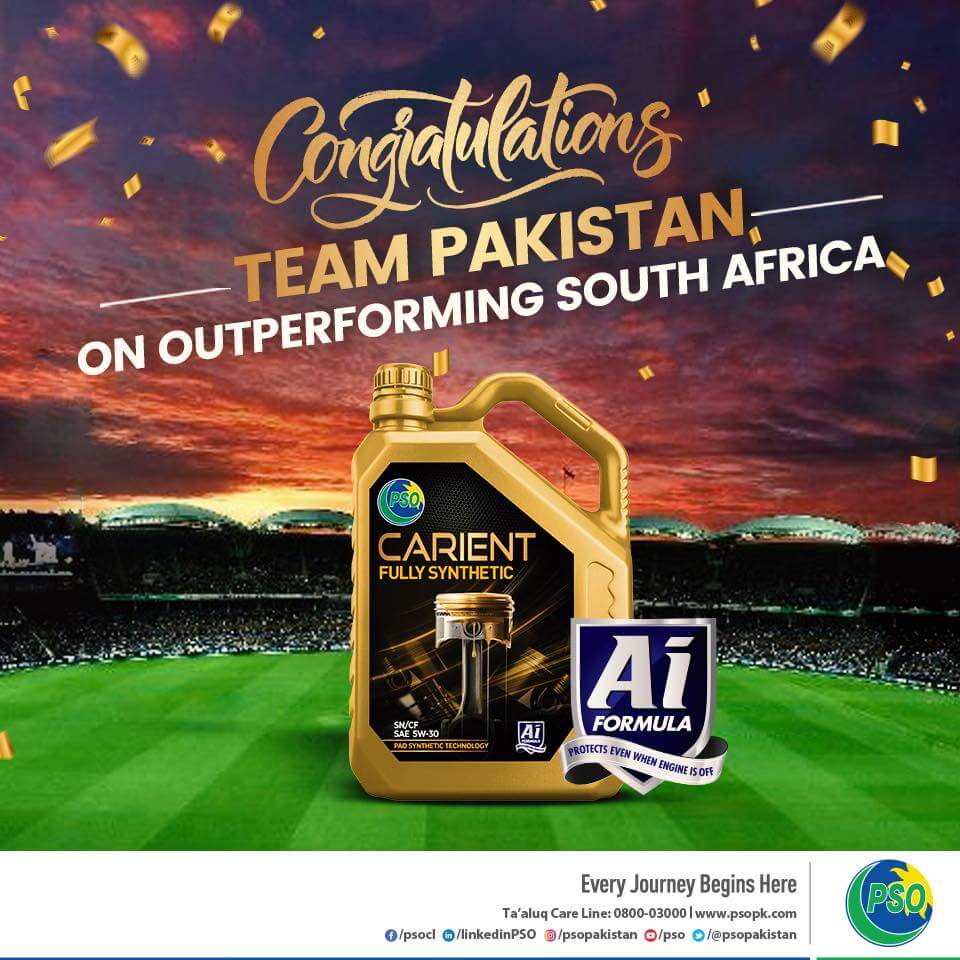 Congratulations
TEAM PAKISTAN
ON OUTPERFORMING SOUTH AFRICA
PSO
CARIENT
FULLY SYNTHETIC
SN/CF
SAE 5W-30
PAO SYNTHETIC TECHNOLOGY
Ai
FORMULA
Ai
FORMULA
PROTECTS EVEN WHEN ENGINE IS OFF
Every Journey Begins Here
Ta'aluq Care Line: 0800-03000 | www.psopk.com
/psocl /linkedinPSO /psopakistan /pso /@psopakistan
PSO